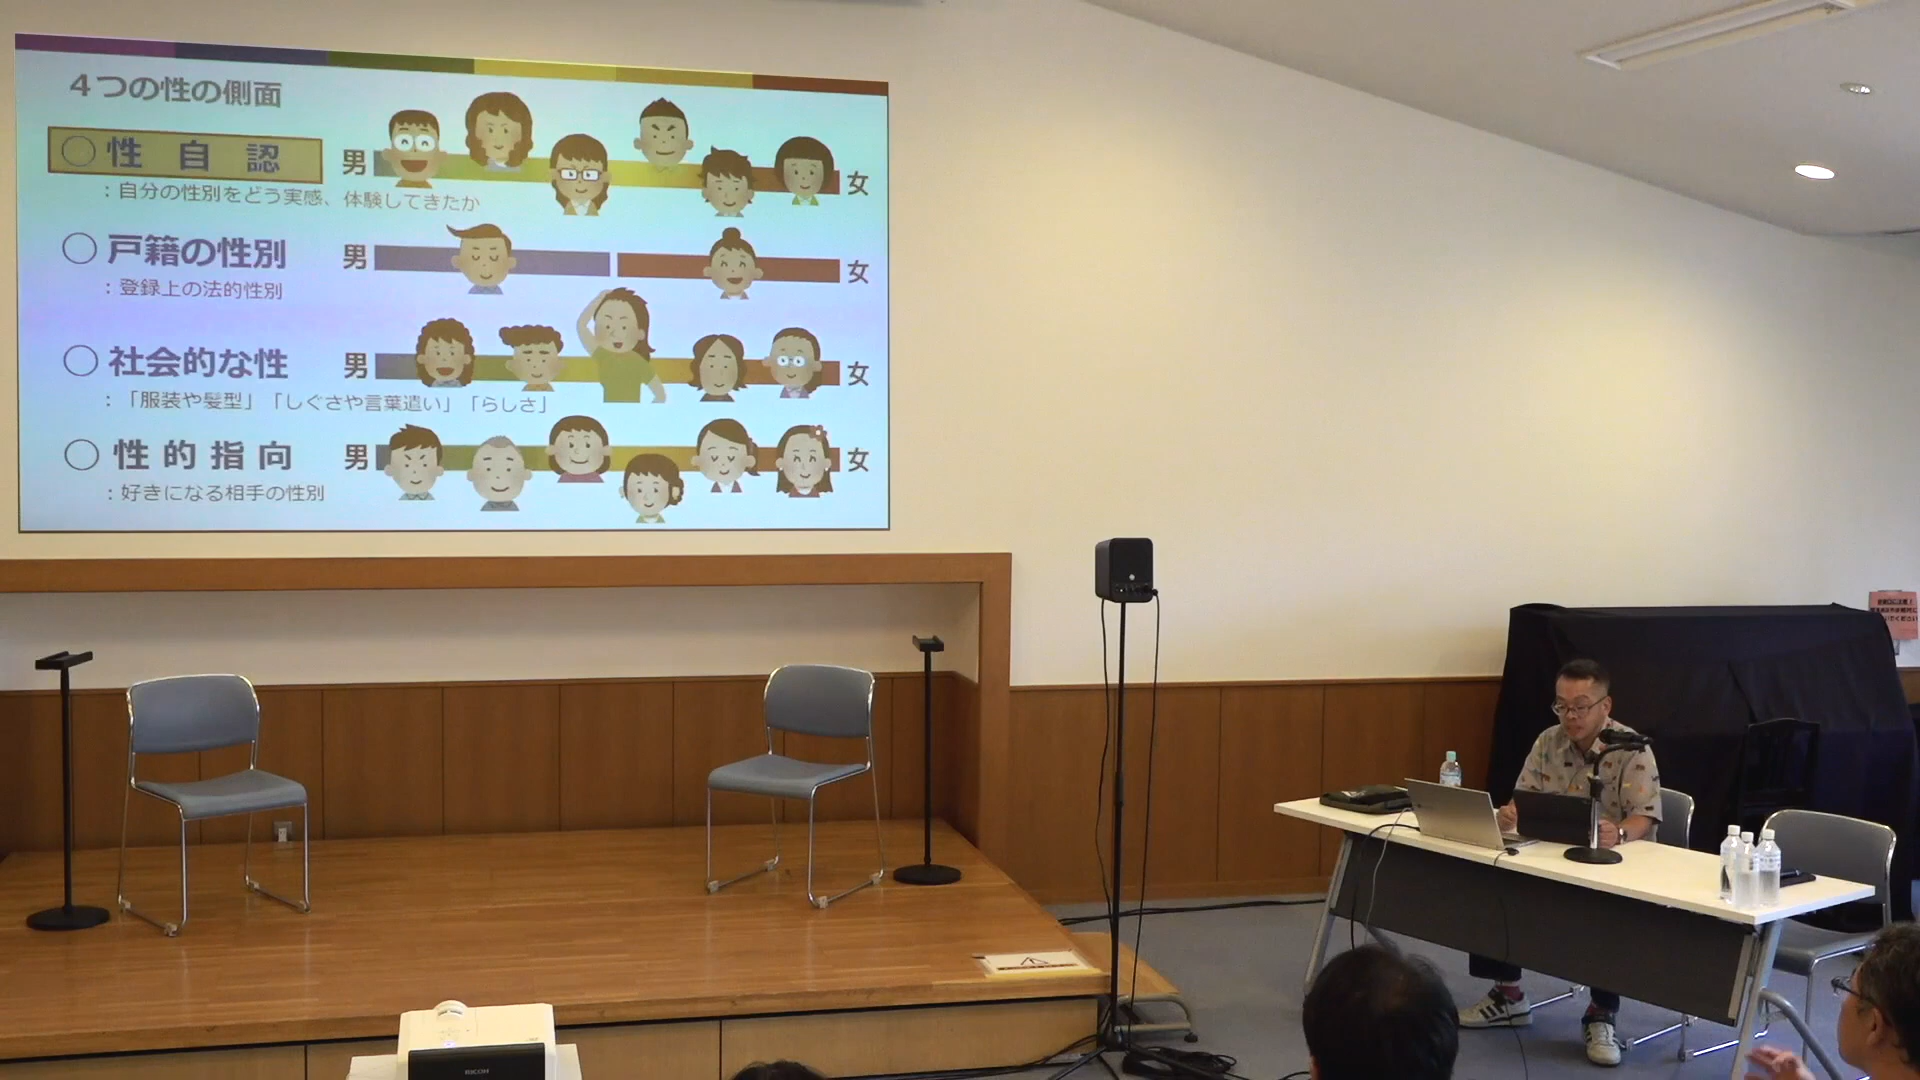 4つの性の側面
〇 性 自 認
男 女
：自分の性別をどう実感、体験してきたか
〇 戸籍の性別
男 女
：登録上の法的性別
〇 社会的な性
男 女
：「服装や髪型」「しぐさや言葉遣い」「らしさ」
〇 性 的 指 向
男 女
：好きになる相手の性別
RICOH